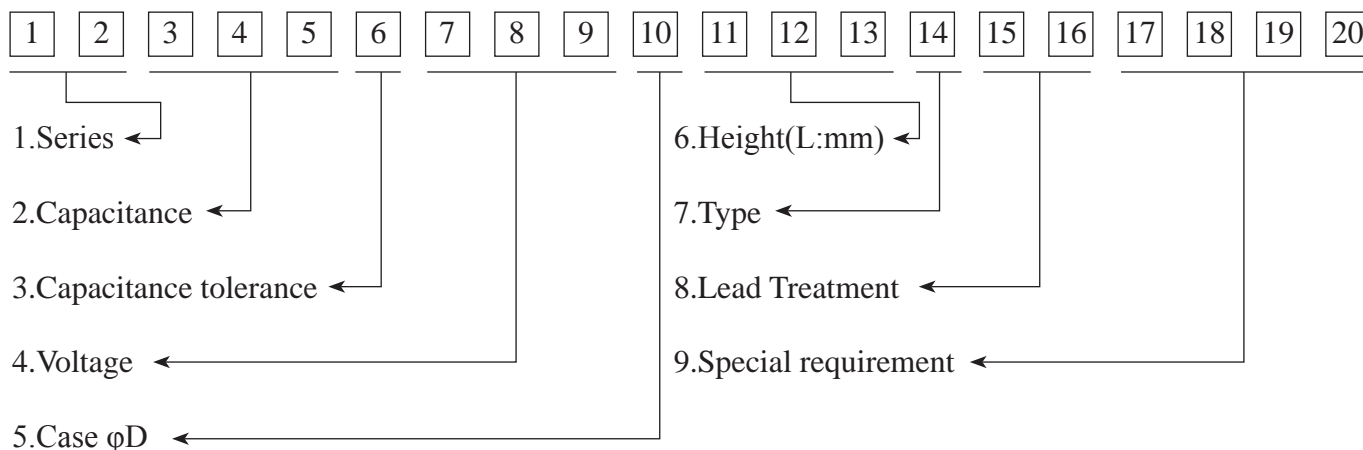 1 2 3 4 5 6 7 8 9 10 11 12 13 14 15 16 17 18 19 20
1.Series
6.Height(L:mm)
2.Capacitance
7.Type
3.Capacitance tolerance
8.Lead Treatment
4.Voltage
9.Special requirement
5.Case φD